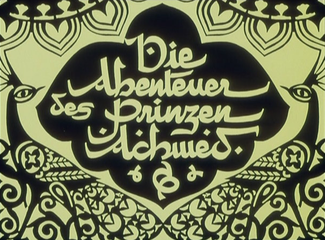 Die
Abenteuer
des Prinzen
Achmed.